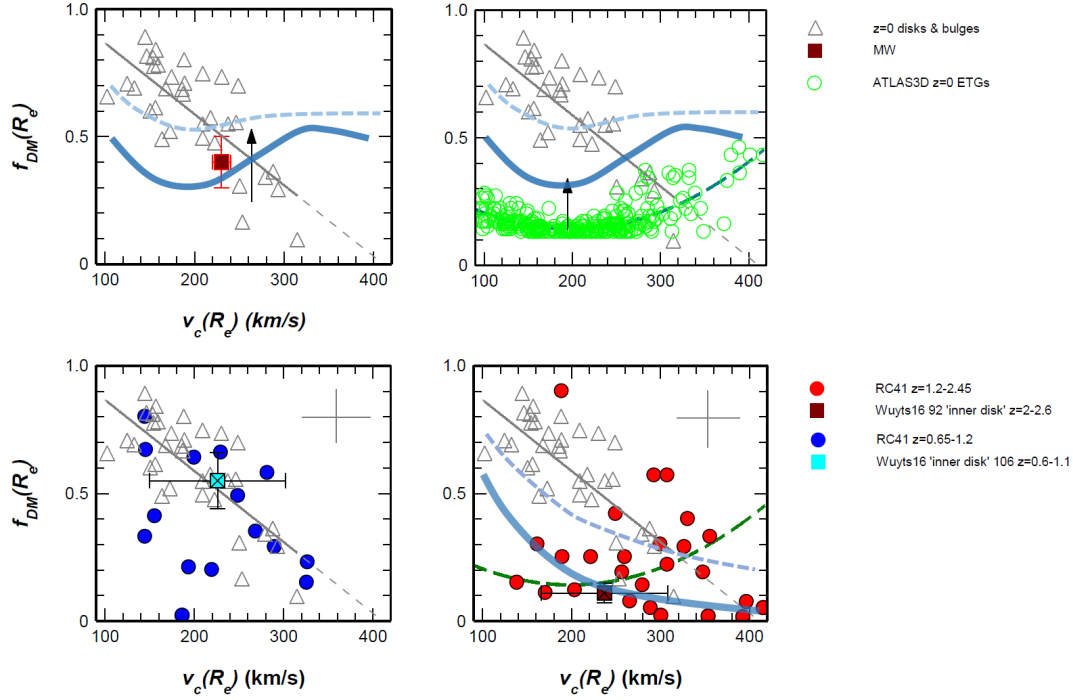 1.0
0.5
0
f_DM(R_e)
100
200
300
400
v_c(R_e) (km/s)
1.0
0.5
0
100
200
300
400
v_c(R_e) (km/s)
z=0 disks & bulges
MW
ATLAS3D z=0 ETGs
1.0
0.5
0
f_DM(R_e)
100
200
300
400
v_c(R_e) (km/s)
1.0
0.5
0
f_DM(R_e)
100
200
300
400
v_c(R_e) (km/s)
RC41 z=1.2-2.45
Wuyts16 92 'inner disk' z=2-2.6
RC41 z=0.65-1.2
Wuyts16 'inner disk' 106 z=0.6-1.1